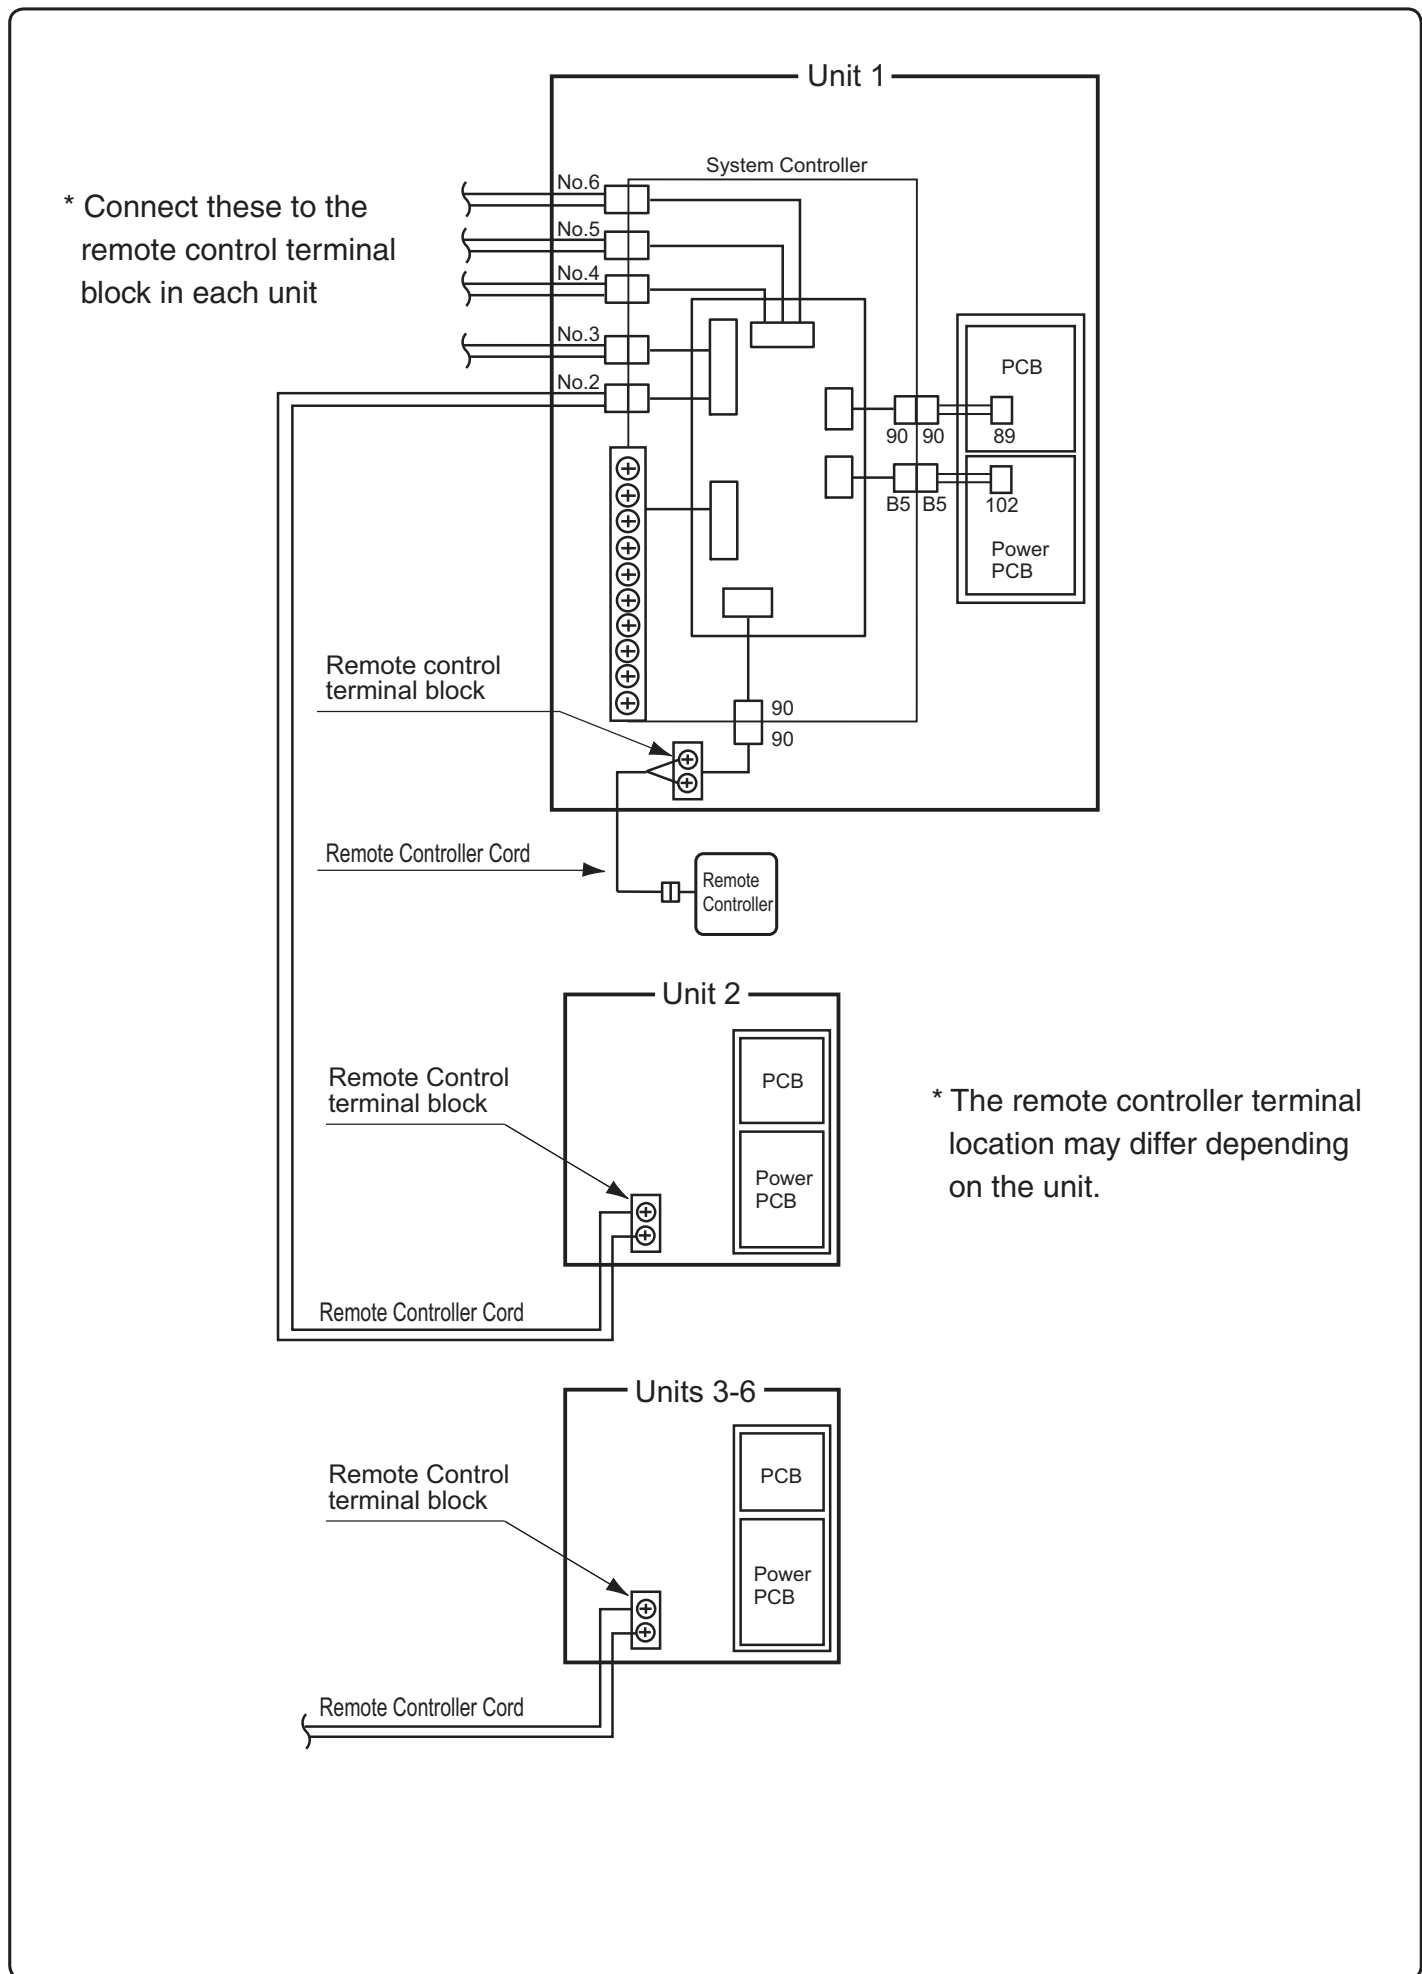 Unit 1
System Controller
* Connect these to the
remote control terminal
block in each unit
No.6
No.5
No.4
No.3
No.2
PCB
90 90 89
B5 B5 102
Power
PCB
Remote control
terminal block
90
90
Remote Controller Cord
Remote
Controller
Unit 2
Remote Control
terminal block
PCB
Power
PCB
* The remote controller terminal
location may differ depending
on the unit.
Remote Controller Cord
Units 3-6
Remote Control
terminal block
PCB
Power
PCB
Remote Controller Cord